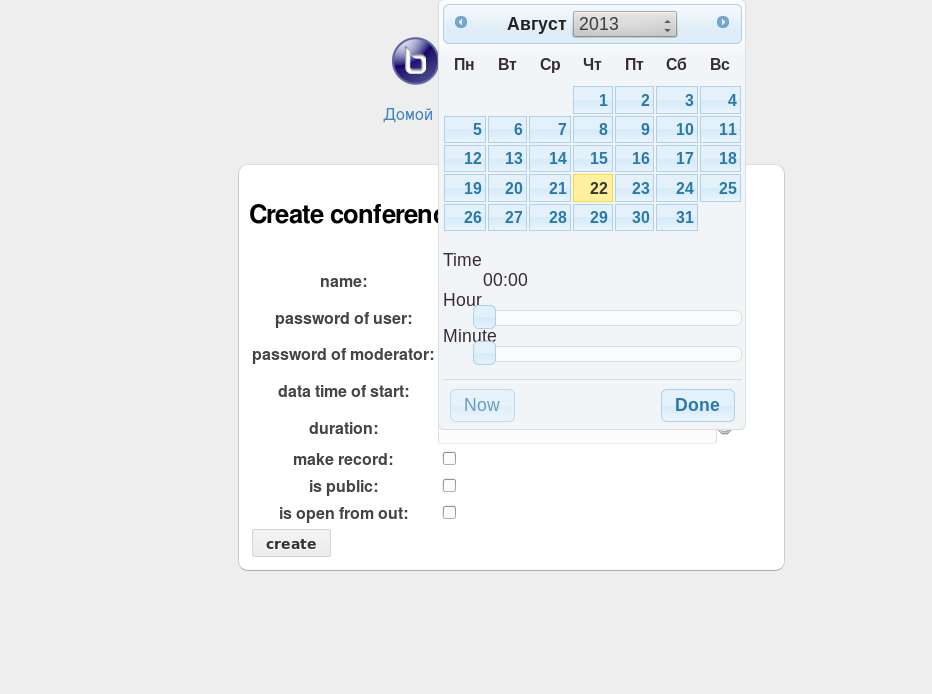 Август 2013
Пн Вт Ср Чт Пт Сб Вс
1 2 3 4
5 6 7 8 9 10 11
12 13 14 15 16 17 18
19 20 21 22 23 24 25
26 27 28 29 30 31
Time
00:00
Hour
Minute
Now Done
b
Домой
Create conferenc
name:
password of user:
password of moderator:
data time of start:
duration:
make record:
is public:
is open from out:
create